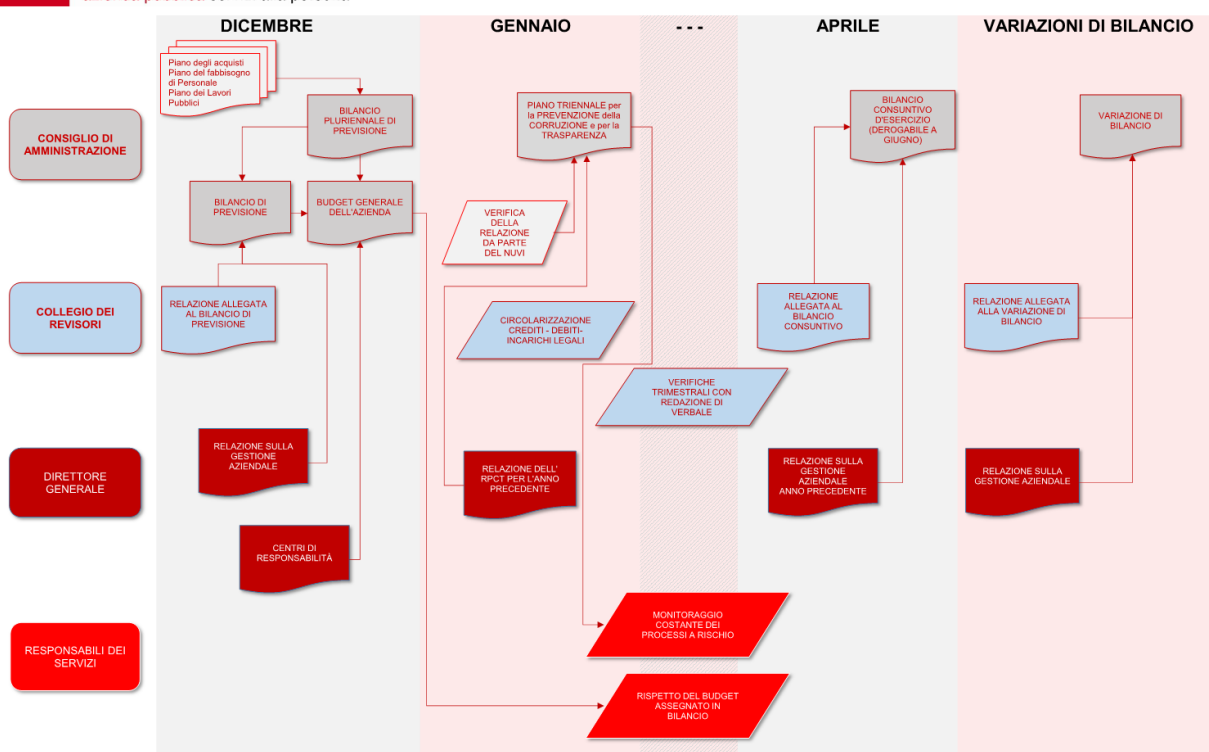 azienda pubblica
DICEMBRE
GENNAIO
- - -
APRILE
VARIAZIONI DI BILANCIO
Piano degli acquisti
Piano del fabbisogno
di Personale
Piano dei Lavori
Pubblici
CONSIGLIO DI
AMMINISTRAZIONE
BILANCIO
PLURIENNALE DI
PREVISIONE
PIANO TRIENNALE per
la PREVENZIONE della
CORRUZIONE e per la
TRASPARENZA
BILANCIO
CONSUNTIVO
D'ESERCIZIO
(DEROGABILE A
GIUGNO)
VARIAZIONE DI
BILANCIO
BILANCIO DI
PREVISIONE
BUDGET GENERALE
DELL'AZIENDA
VERIFICA
DELLA
RELAZIONE
DA PARTE
DEL NUVI
COLLEGIO DEI
REVISORI
RELAZIONE ALLEGATA
AL BILANCIO DI
PREVISIONE
CIRCOLARIZZAZIONE
CREDITI - DEBITI-
INCARICHI LEGALI
RELAZIONE
ALLEGATA AL
BILANCIO
CONSUNTIVO
RELAZIONE ALLEGATA
ALLA VARIAZIONE DI
BILANCIO
VERIFICHE
TRIMESTRALI CON
REDAZIONE DI
VERBALE
DIRETTORE
GENERALE
RELAZIONE SULLA
GESTIONE
AZIENDALE
RELAZIONE DELL'
RPCT PER L'ANNO
PRECEDENTE
RELAZIONE SULLA
GESTIONE
AZIENDALE
ANNO PRECEDENTE
RELAZIONE SULLA
GESTIONE AZIENDALE
CENTRI DI
RESPONSABILITÀ
RESPONSABILI DEI
SERVIZI
MONITORAGGIO
COSTANTE DEI
PROCESSI A RISCHIO
RISPETTO DEL BUDGET
ASSEGNATO IN
BILANCIO